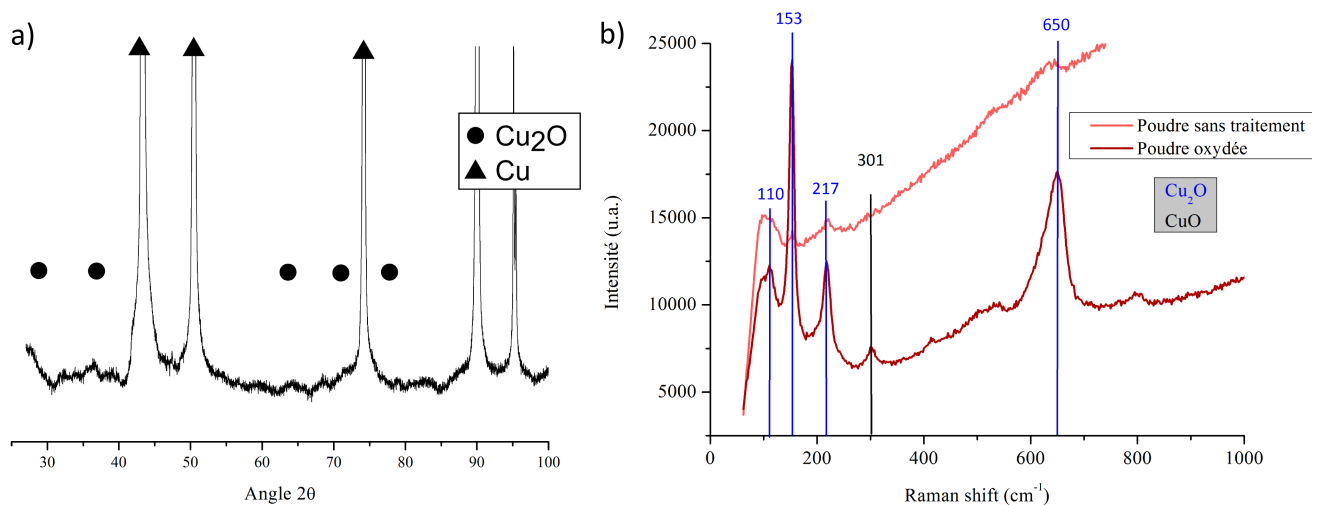 a)
Cu2O
Cu
30 40 50 60 70 80 90 100
Angle 2θ
b)
153
650
110
217
301
25000
20000
15000
10000
5000
Intensité (u.a.)
Poudre sans traitement
Poudre oxydée
Cu2O
CuO
0 200 400 600 800 1000
Raman shift (cm-1)